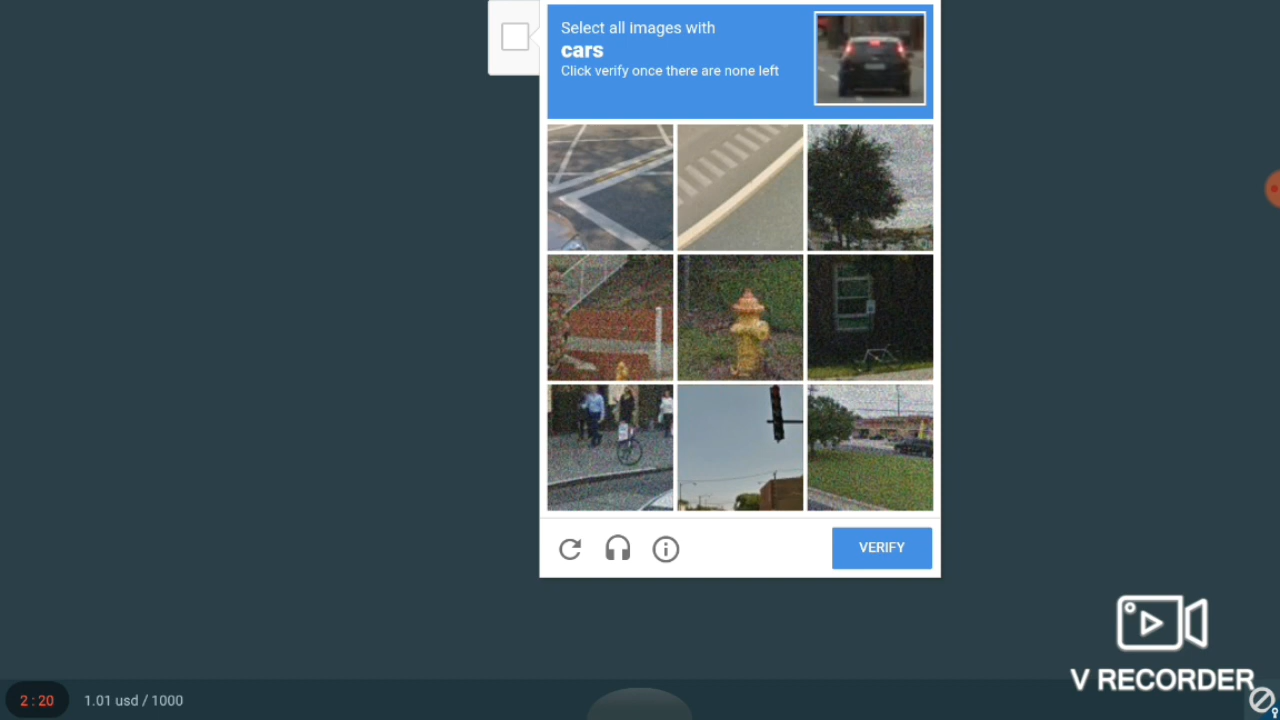 Select all images with
cars
Click verify once there are none left
VERIFY
V RECORDER
2 : 20
1.01 usd / 1000